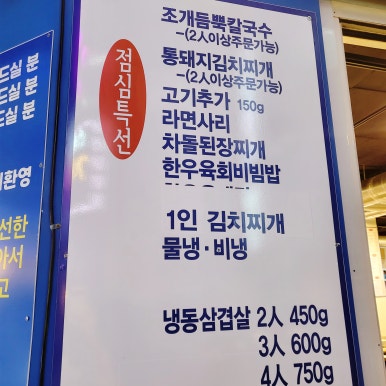 점심특선
조개듬뿍칼국수
-(2人이상주문가능)
통돼지김치찌개
-(2人이상주문가능)
고기추가 150g
라면사리
차돌된장찌개
한우육회비빔밥
1인 김치찌개
물냉·비냉
냉동삼겹살 2人 450g
3人 600g
4人 750g
드실 분
드실 분
드실 분
환영
선한
아서
고